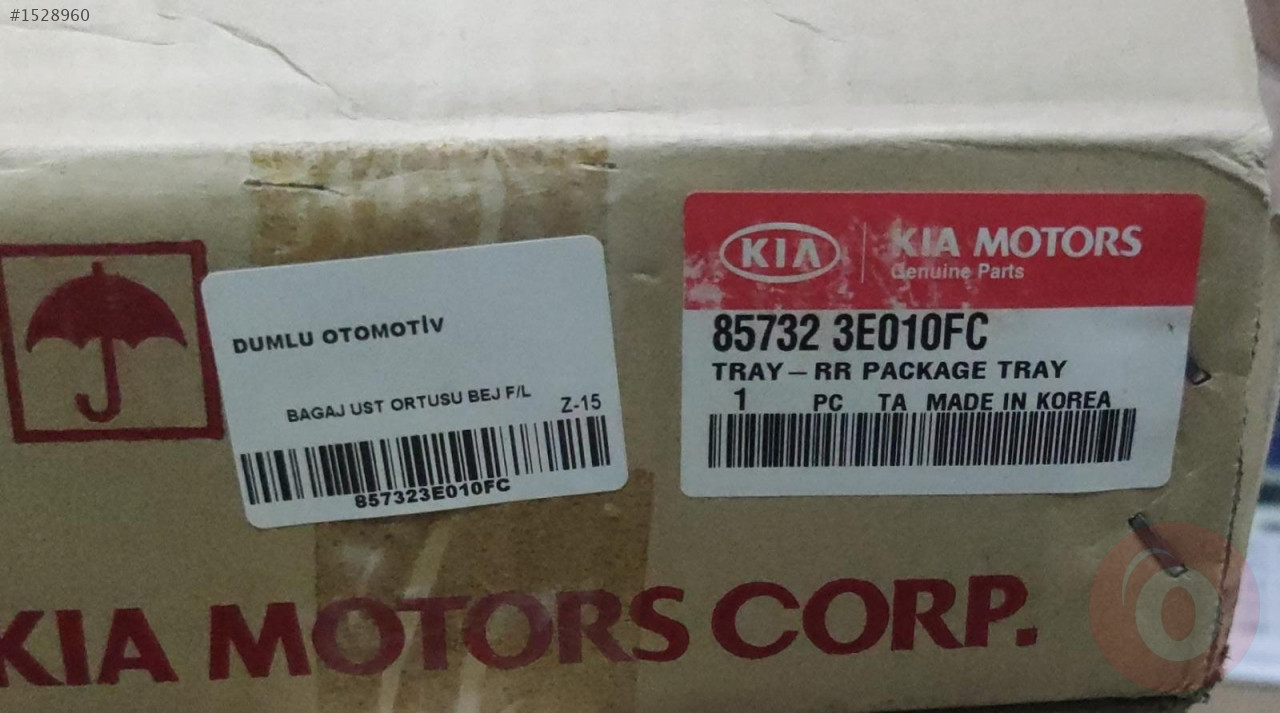 #1528960
KIA
KIA MOTORS
Genuine Parts
85732 3E010FC
TRAY–RR PACKAGE TRAY
1 PC TA MADE IN KOREA
DUMLU OTOMOTİV
BAGAJ UST ORTUSU BEJ F/L
Z-15
857323E010FC
KIA MOTORS CORP.